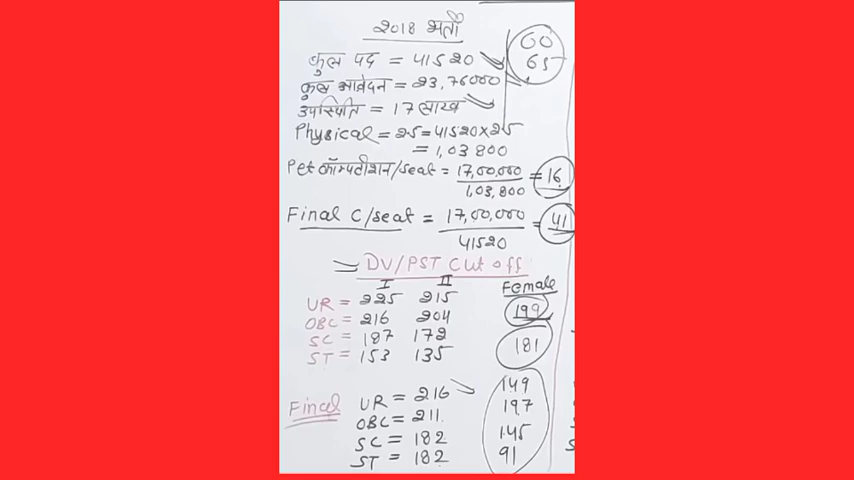 2018 भर्ती
60
65
कुल पद = 41520
कुल आवेदन = 23,76000
उपस्थिति = 17 लाख
Physical = 25 = 41520 x 25
= 1,03800
Pet कॉम्पटीशन/seat = 17,00,000 / 1,03,800 = 16
Final C/seat = 17,00,000 / 41520 = 41
DV/PST Cut off
I II Female
UR = 225 215 199
OBC = 216 204
SC = 187 172 181
ST = 153 135
Final
UR = 216 149
OBC = 211 197
SC = 182 145
ST = 182 91